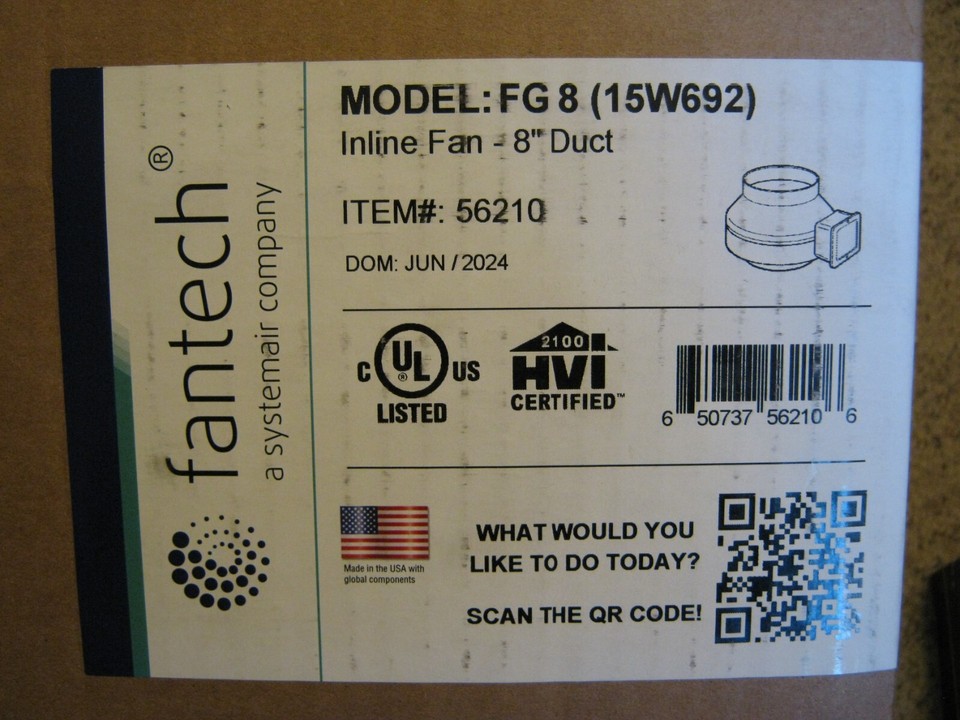 fantech®
a systemair company
MODEL: FG 8 (15W692)
Inline Fan - 8" Duct
ITEM#: 56210
DOM: JUN / 2024
C UL® US
LISTED
2100
HVI
CERTIFIED™
6 50737 56210 6
Made in the USA with
global components
WHAT WOULD YOU
LIKE TO DO TODAY?
SCAN THE QR CODE!